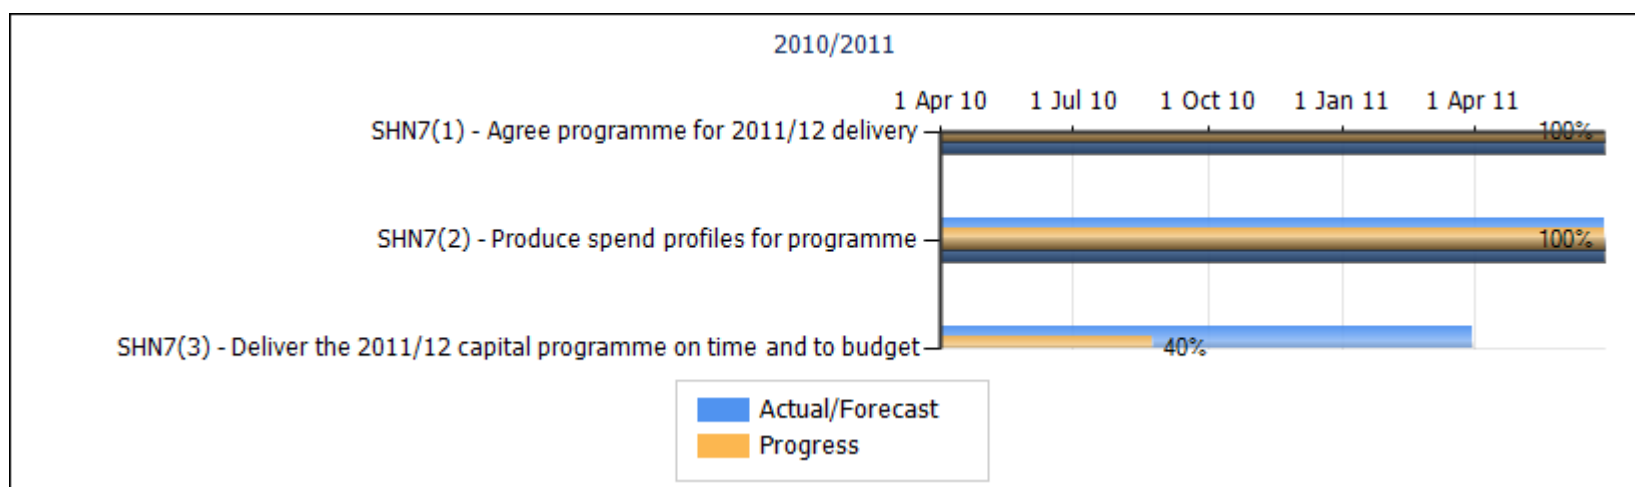 2010/2011
1 Apr 10 1 Jul 10 1 Oct 10 1 Jan 11 1 Apr 11
SHN7(1) - Agree programme for 2011/12 delivery 100%
SHN7(2) - Produce spend profiles for programme 100%
SHN7(3) - Deliver the 2011/12 capital programme on time and to budget 40%
Actual/Forecast
Progress